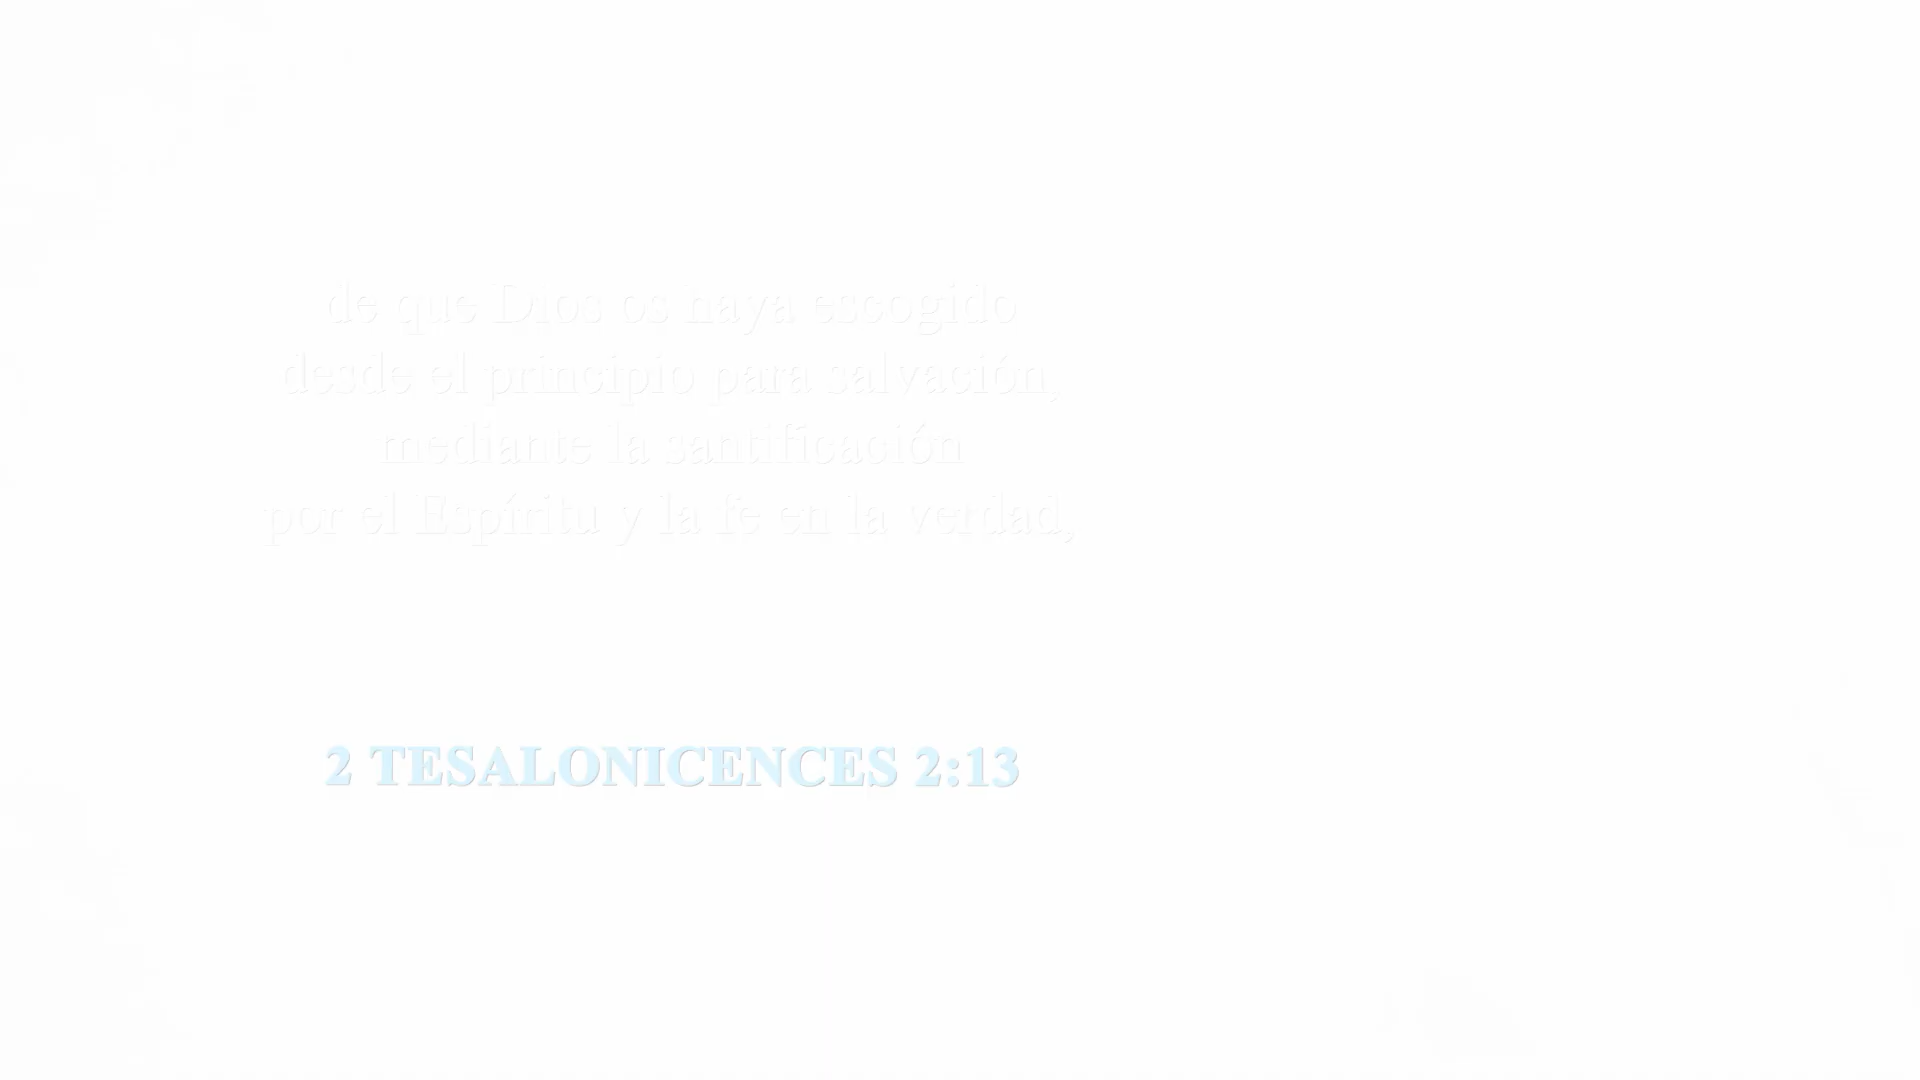 de que Dios os haya escogido
desde el principio para salvación,
mediante la santificación
por el Espíritu y la fe en la verdad,
2 TESALONICENCES 2:13